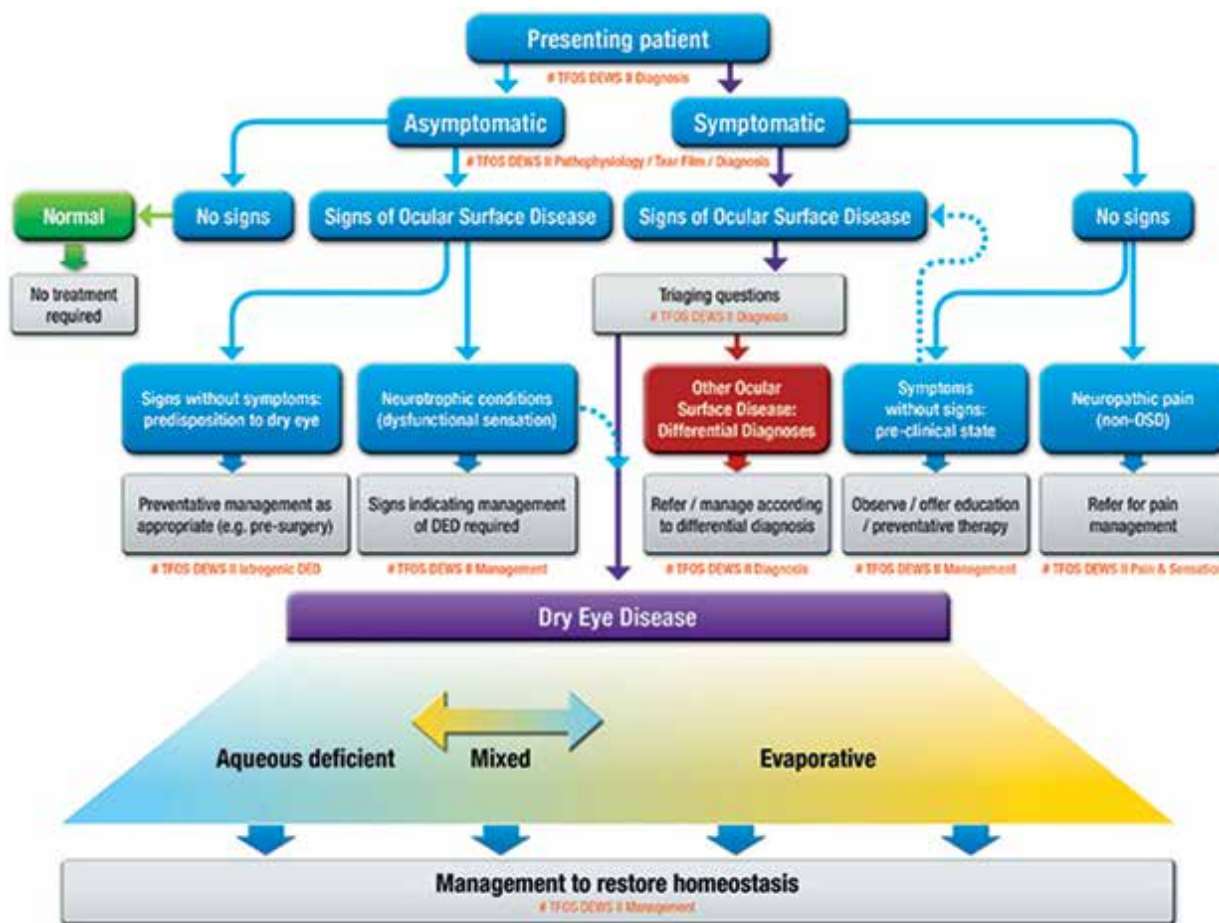 Presenting patient
# TFOS DEWS II Diagnosis
Asymptomatic
Symptomatic
# TFOS DEWS II Pathophysiology / Tear Film / Diagnosis
Normal
No signs
Signs of Ocular Surface Disease
Signs of Ocular Surface Disease
No signs
No treatment
required
Triaging questions
# TFOS DEWS II Diagnosis
Signs without symptoms:
predisposition to dry eye
Neurotrophic conditions
(dysfunctional sensation)
Other Ocular
Surface Disease:
Differential Diagnoses
Symptoms
without signs:
pre-clinical state
Neuropathic pain
(non-OSD)
Preventative management as
appropriate (e.g. pre-surgery)
# TFOS DEWS II Iatrogenic DED
Signs indicating management
of DED required
# TFOS DEWS II Management
Refer / manage according
to differential diagnosis
# TFOS DEWS II Diagnosis
Observe / offer education
/ preventative therapy
# TFOS DEWS II Management
Refer for pain
management
# TFOS DEWS II Pain & Sensation
Dry Eye Disease
Aqueous deficient
Mixed
Evaporative
Management to restore homeostasis
# TFOS DEWS II Management